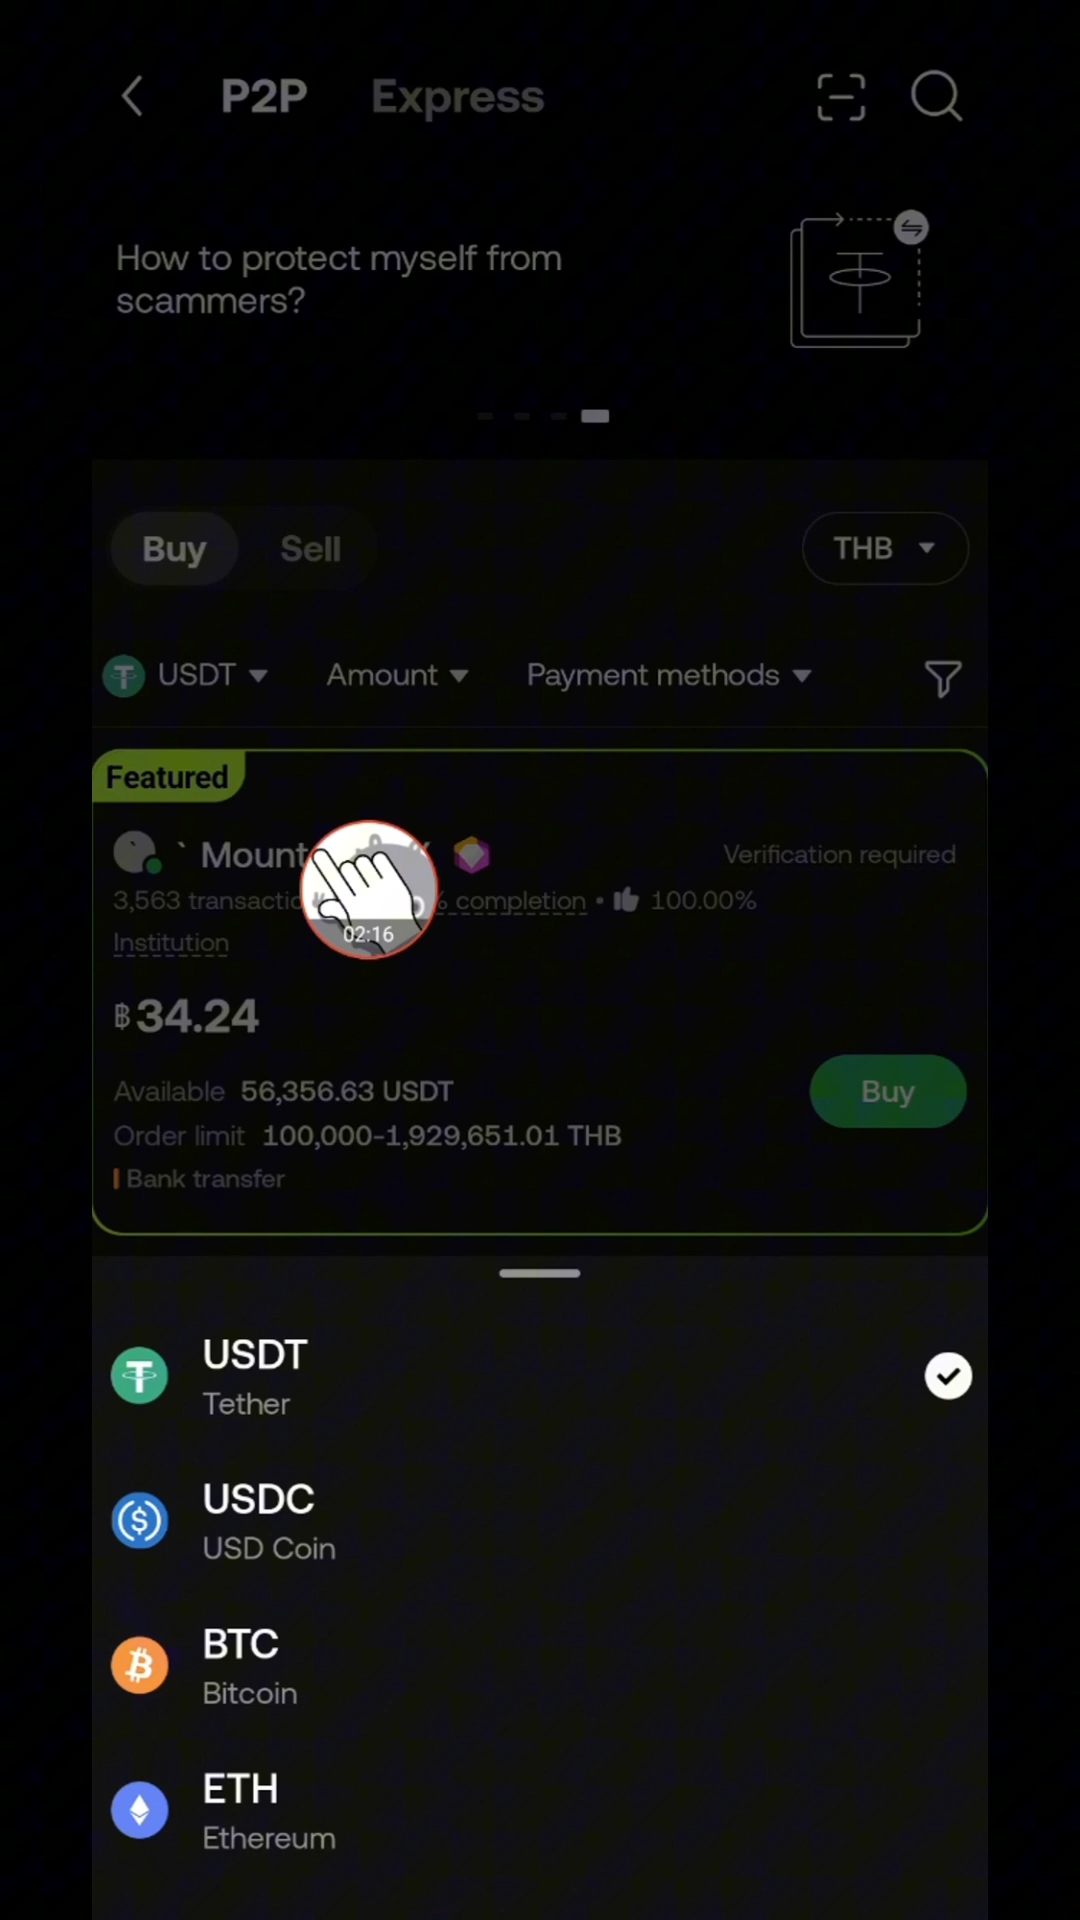 P2P Express
How to protect myself from
scammers?
Buy Sell THB
USDT Amount Payment methods
Featured
Mount Verification required
3,563 % completion • 100.00%
Institution
02:16
฿34.24
Available 56,356.63 USDT
Buy
Order limit 100,000-1,929,651.01 THB
Bank transfer
USDT
Tether
USDC
USD Coin
BTC
Bitcoin
ETH
Ethereum